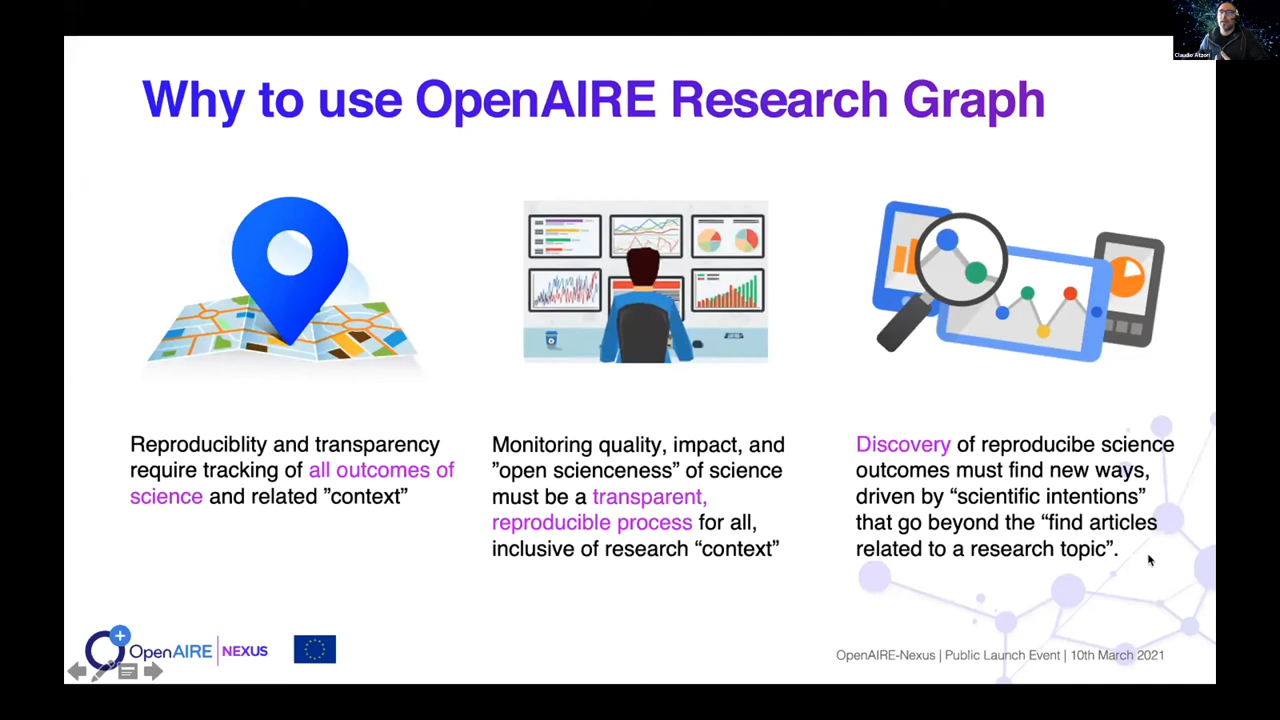 Claudio Atzori
Why to use OpenAIRE Research Graph
Reproduciblity and transparency
require tracking of all outcomes of
science and related ”context”
Monitoring quality, impact, and
”open scienceness” of science
must be a transparent,
reproducible process for all,
inclusive of research “context”
Discovery of reproducibe science
outcomes must find new ways,
driven by “scientific intentions”
that go beyond the “find articles
related to a research topic”.
OpenAIRE | NEXUS
OpenAIRE-Nexus | Public Launch Event | 10th March 2021